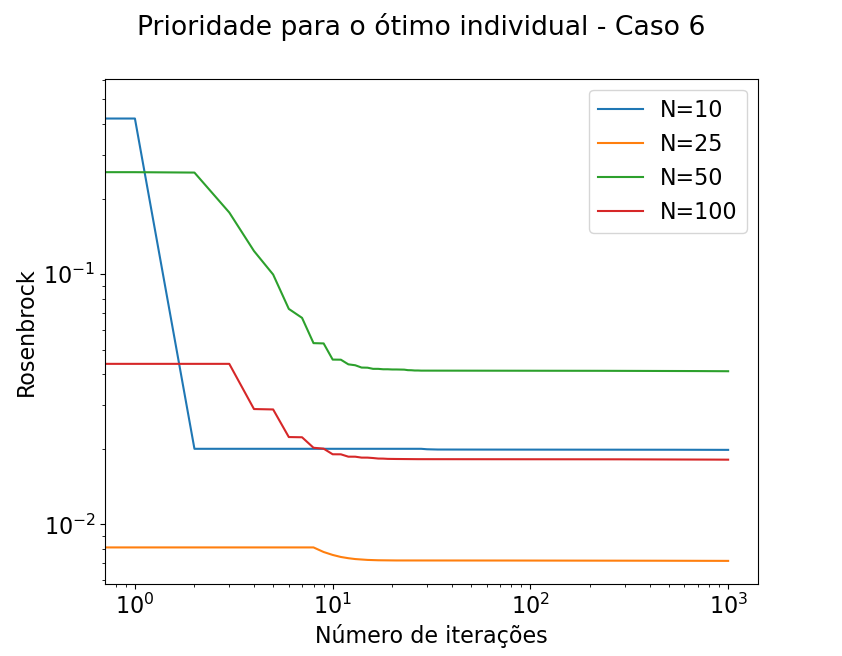 Prioridade para o ótimo individual - Caso 6
N=10
N=25
N=50
N=100
Rosenbrock
10⁻¹
10⁻²
10⁰ 10¹ 10² 10³
Número de iterações